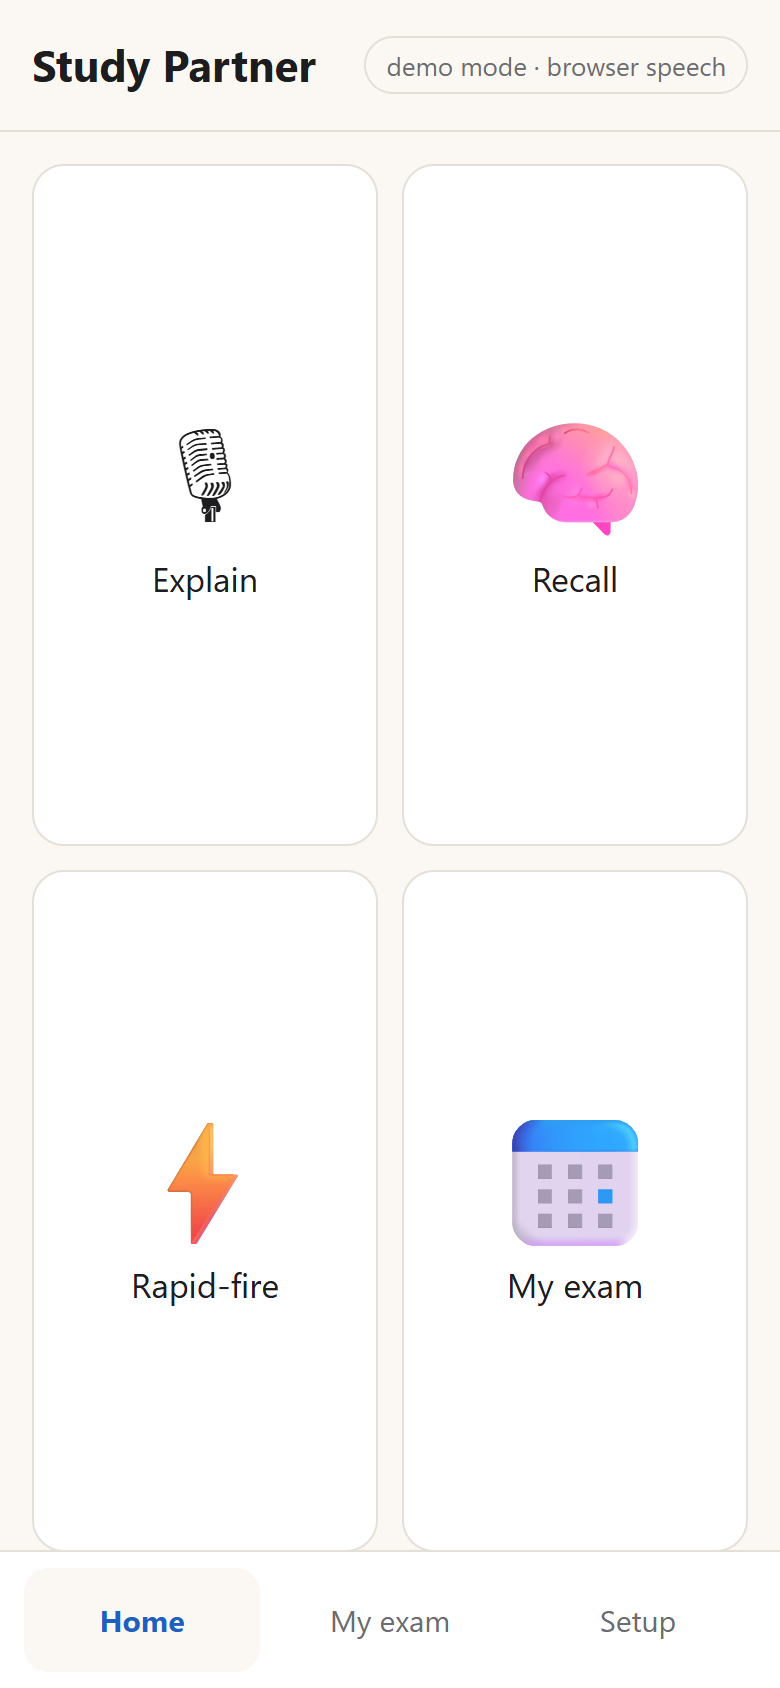 Study Partner
demo mode · browser speech
Explain
Recall
Rapid-fire
My exam
Home
My exam
Setup